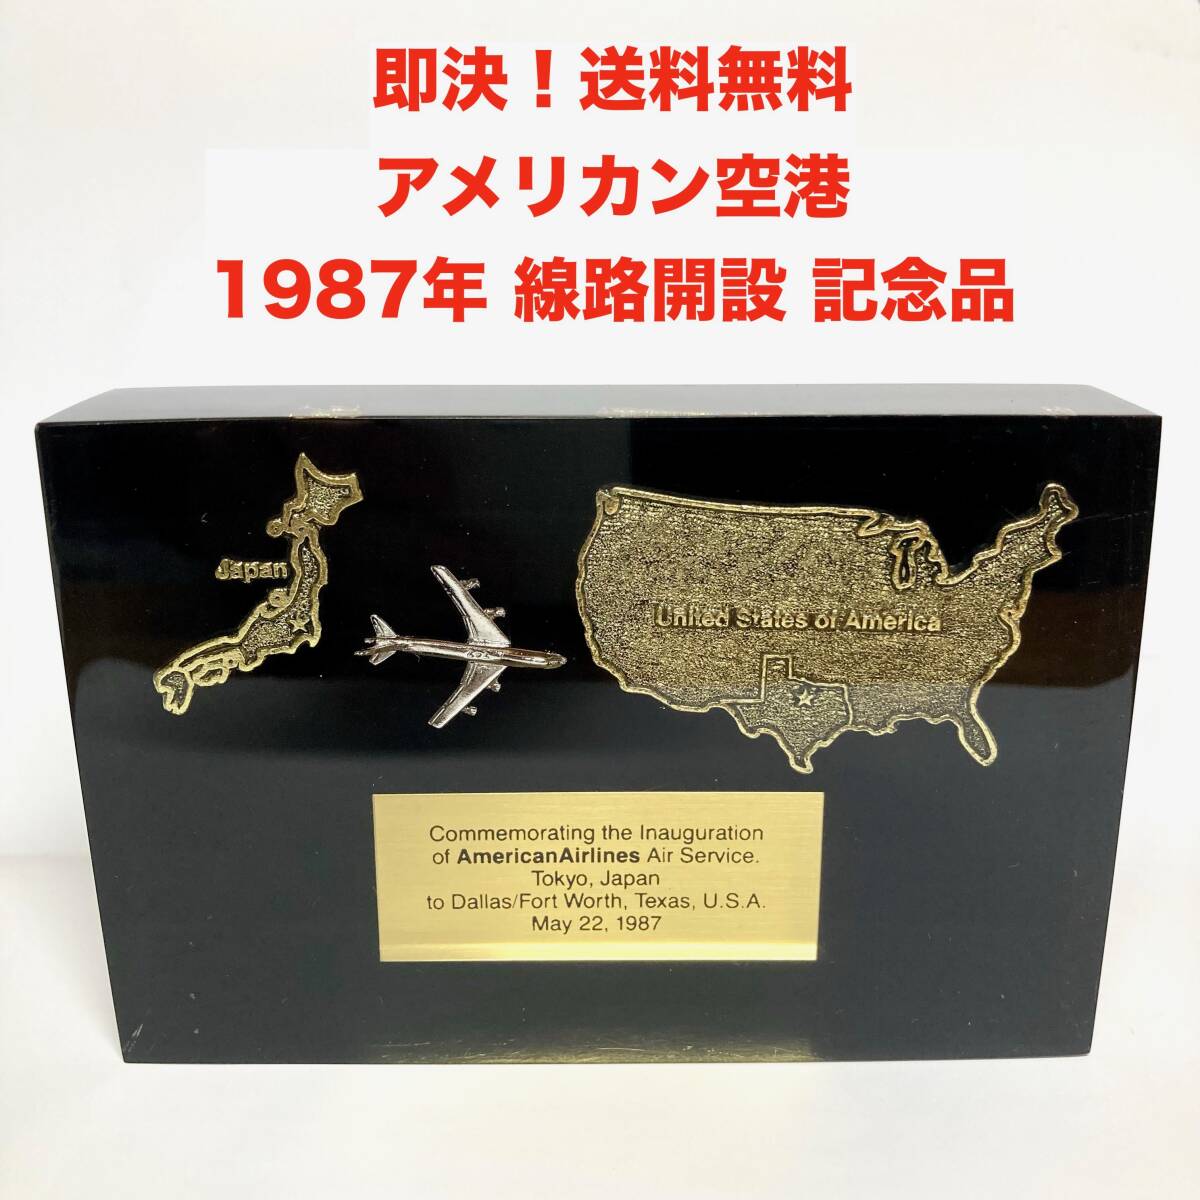 即決！送料無料
アメリカン空港
1987年 線路開設 記念品
Japan
United States of America
Commemorating the Inauguration
of AmericanAirlines Air Service.
Tokyo, Japan
to Dallas/Fort Worth, Texas, U.S.A.
May 22, 1987